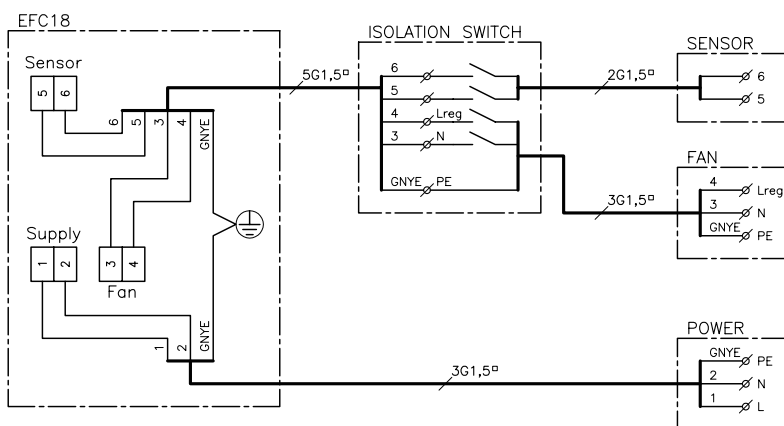 EFC18
Sensor
5 6
6 5 3 4 GNYE
Supply
1 2
3 4
Fan
1 2 GNYE
5G1,5▫
ISOLATION SWITCH
6
5
4 Lreg
3 N
GNYE PE
2G1,5▫
SENSOR
6
5
3G1,5▫
FAN
4 Lreg
3 N
GNYE PE
3G1,5▫
POWER
GNYE PE
2 N
1 L